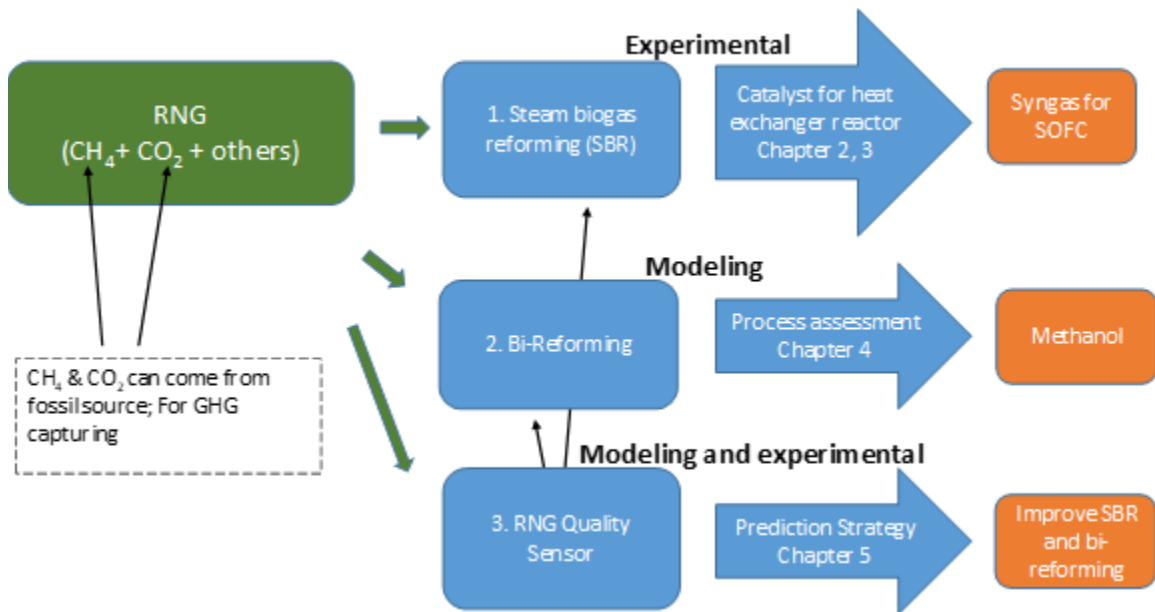 Experimental
RNG
(CH₄+ CO₂ + others)
1. Steam biogas
reforming (SBR)
Catalyst for heat
exchanger reactor
Chapter 2, 3
Syngas for
SOFC
Modeling
2. Bi-Reforming
Process assessment
Chapter 4
Methanol
CH₄ & CO₂ can come from
fossil source; For GHG
capturing
Modeling and experimental
3. RNG Quality
Sensor
Prediction Strategy
Chapter 5
Improve SBR
and bi-
reforming